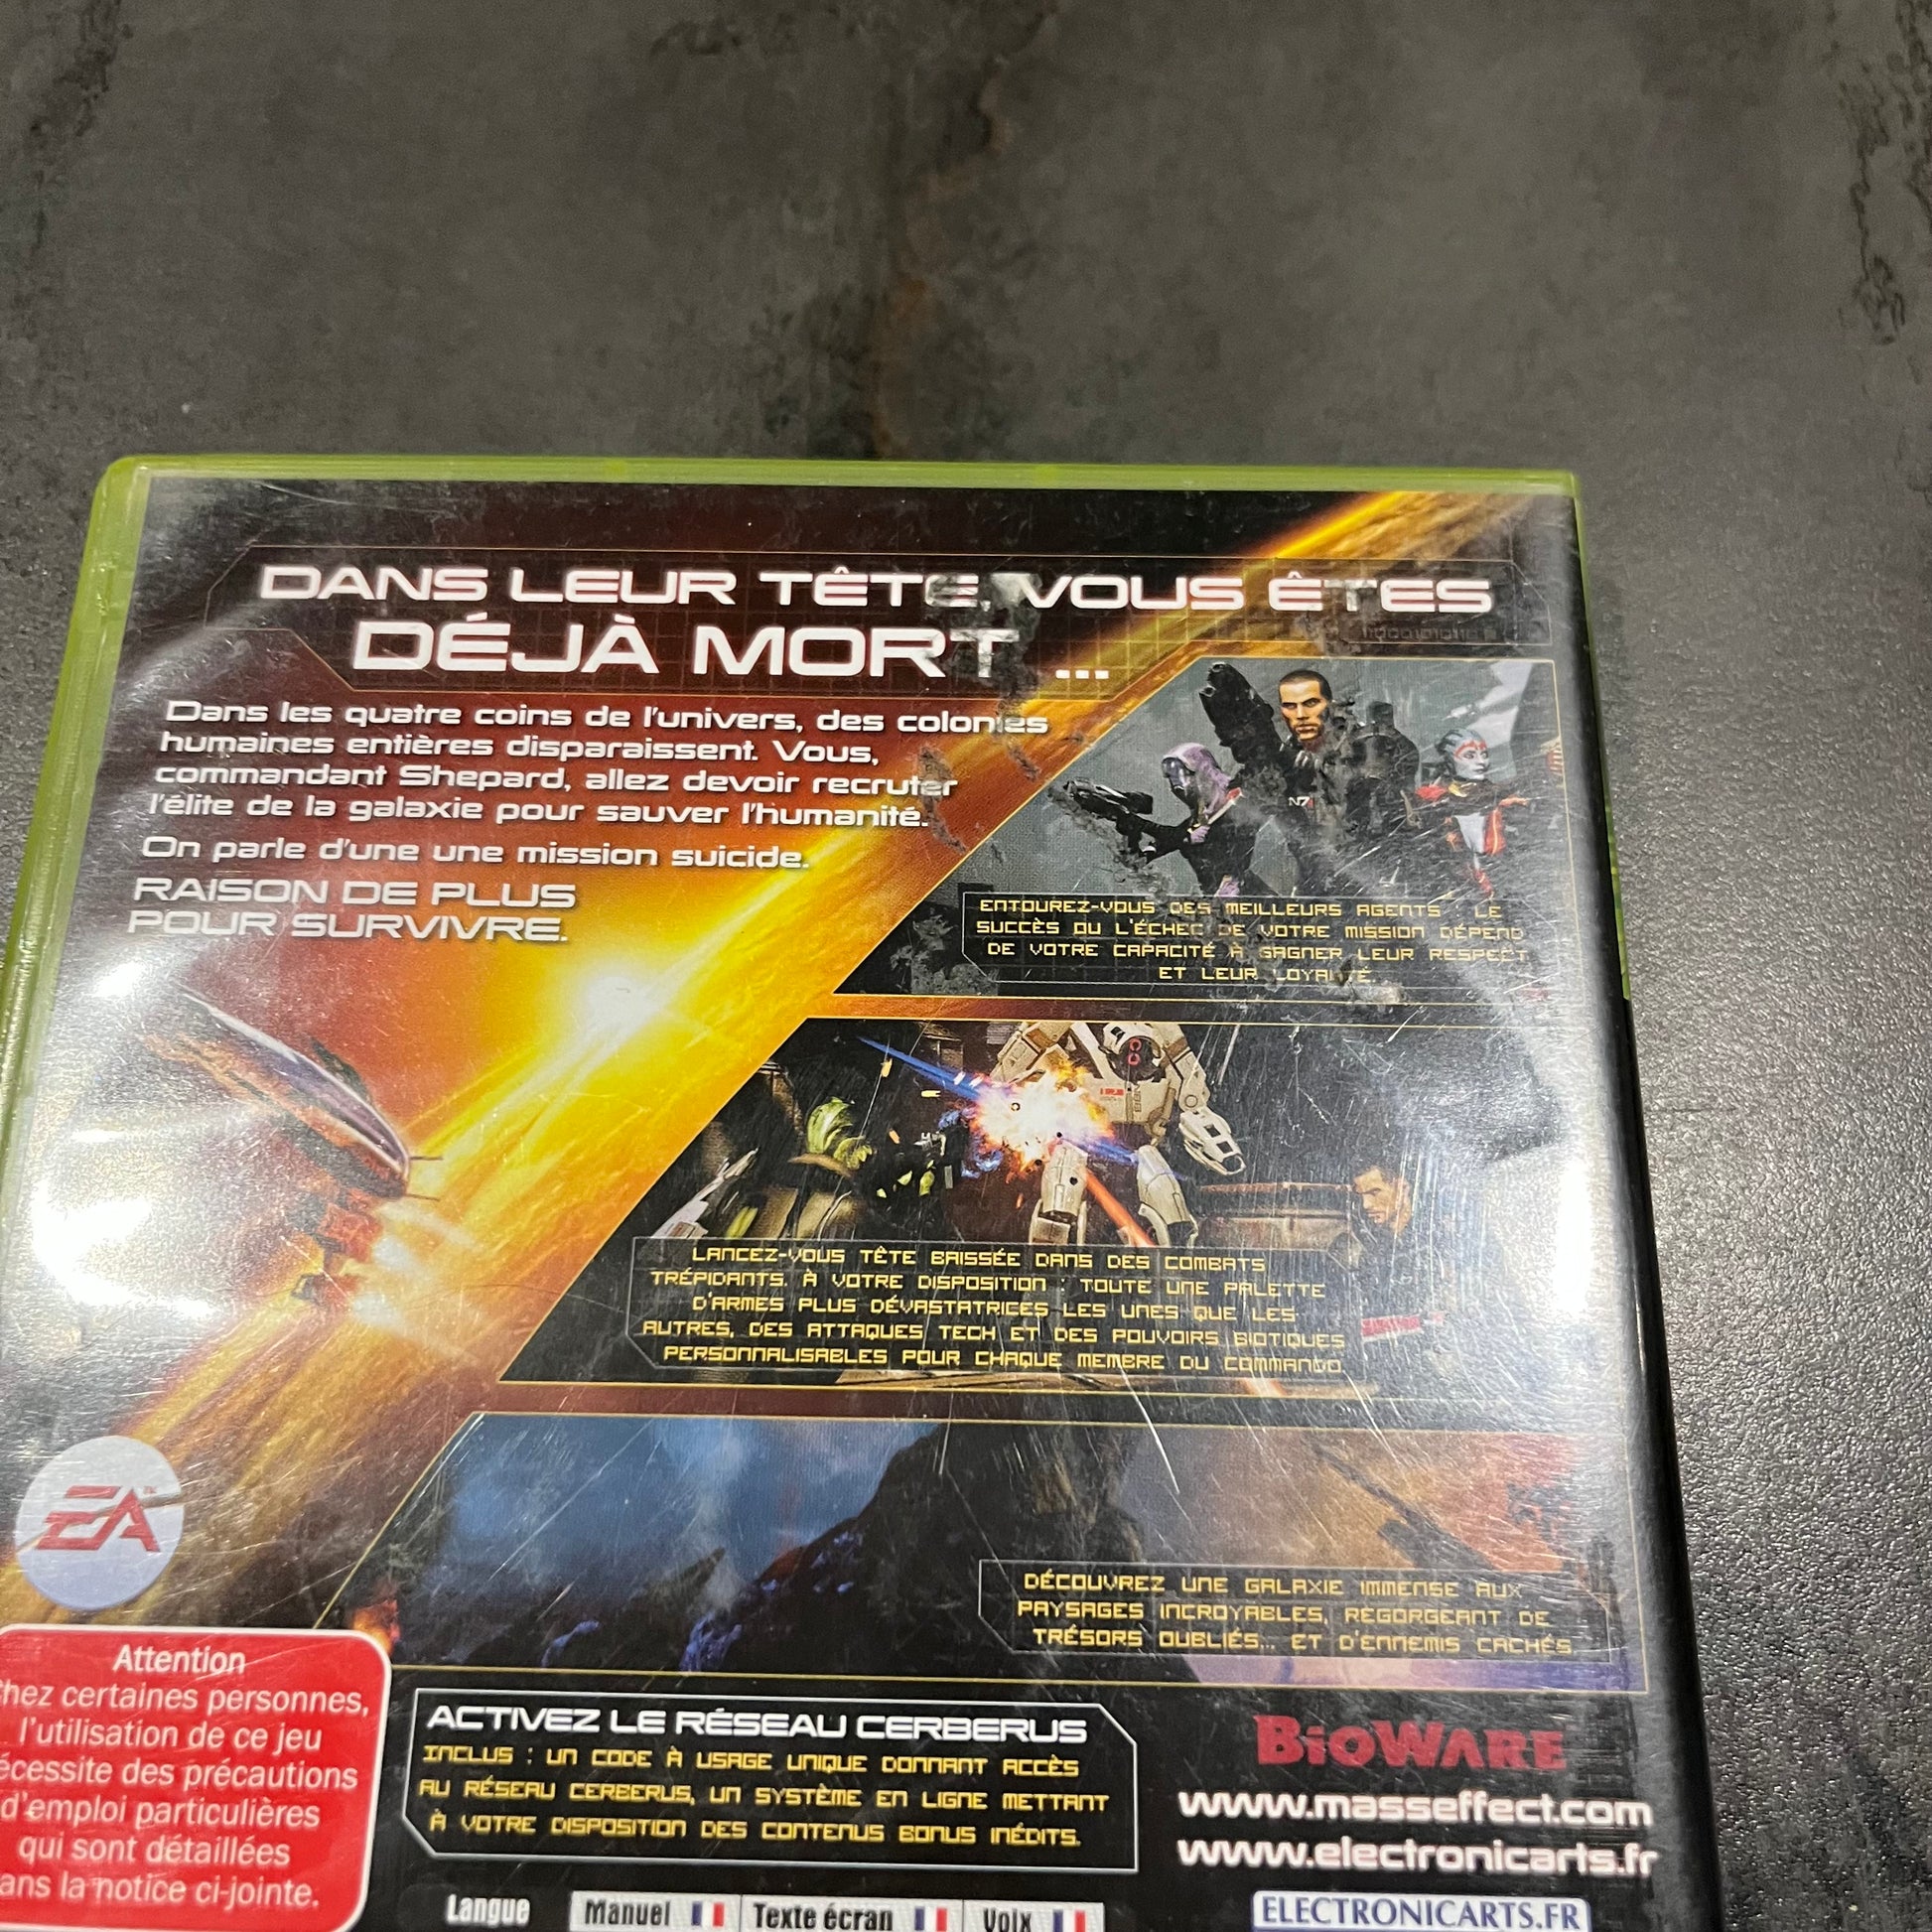 DANS LEUR TÊTE, VOUS ÊTES
DÉJÀ MORT ...
Dans les quatre coins de l'univers, des colonies
humaines entières disparaissent. Vous,
commandant Shepard, allez devoir recruter
l'élite de la galaxie pour sauver l'humanité.
On parle d'une une mission suicide.
RAISON DE PLUS
POUR SURVIVRE.
N7
ENTOUREZ-VOUS DES MEILLEURS AGENTS LE
SUCCÈS OU L'ÉCHEC DE VOTRE MISSION DÉPEND
DE VOTRE CAPACITÉ À GAGNER LEUR RESPECT
ET LEUR LOYAUTÉ.
LANCEZ-VOUS TÊTE BAISSÉE DANS DES COMBATS
TRÉPIDANTS. À VOTRE DISPOSITION : TOUTE UNE PALETTE
D'ARMES PLUS DÉVASTATRICES LES UNES QUE LES
AUTRES, DES ATTAQUES TECH ET DES POUVOIRS BIOTIQUES
PERSONNALISABLES POUR CHAQUE MEMBRE DU COMMANDO.
EA
DÉCOUVREZ UNE GALAXIE IMMENSE AUX
PAYSAGES INCROYABLES, REGORGEANT DE
TRÉSORS OUBLIÉS... ET D'ENNEMIS CACHÉS.
Attention
hez certaines personnes,
l'utilisation de ce jeu
écessite des précautions
d'emploi particulières
qui sont détaillées
ans la notice ci-jointe.
ACTIVEZ LE RÉSEAU CERBERUS
INCLUS : UN CODE À USAGE UNIQUE DONNANT ACCÈS
AU RÉSEAU CERBERUS, UN SYSTÈME EN LIGNE METTANT
À VOTRE DISPOSITION DES CONTENUS BONUS INÉDITS.
BIOWARE
www.masseffect.com
www.electronicarts.fr
Langue Manuel Texte écran Voix
ELECTRONICARTS.FR